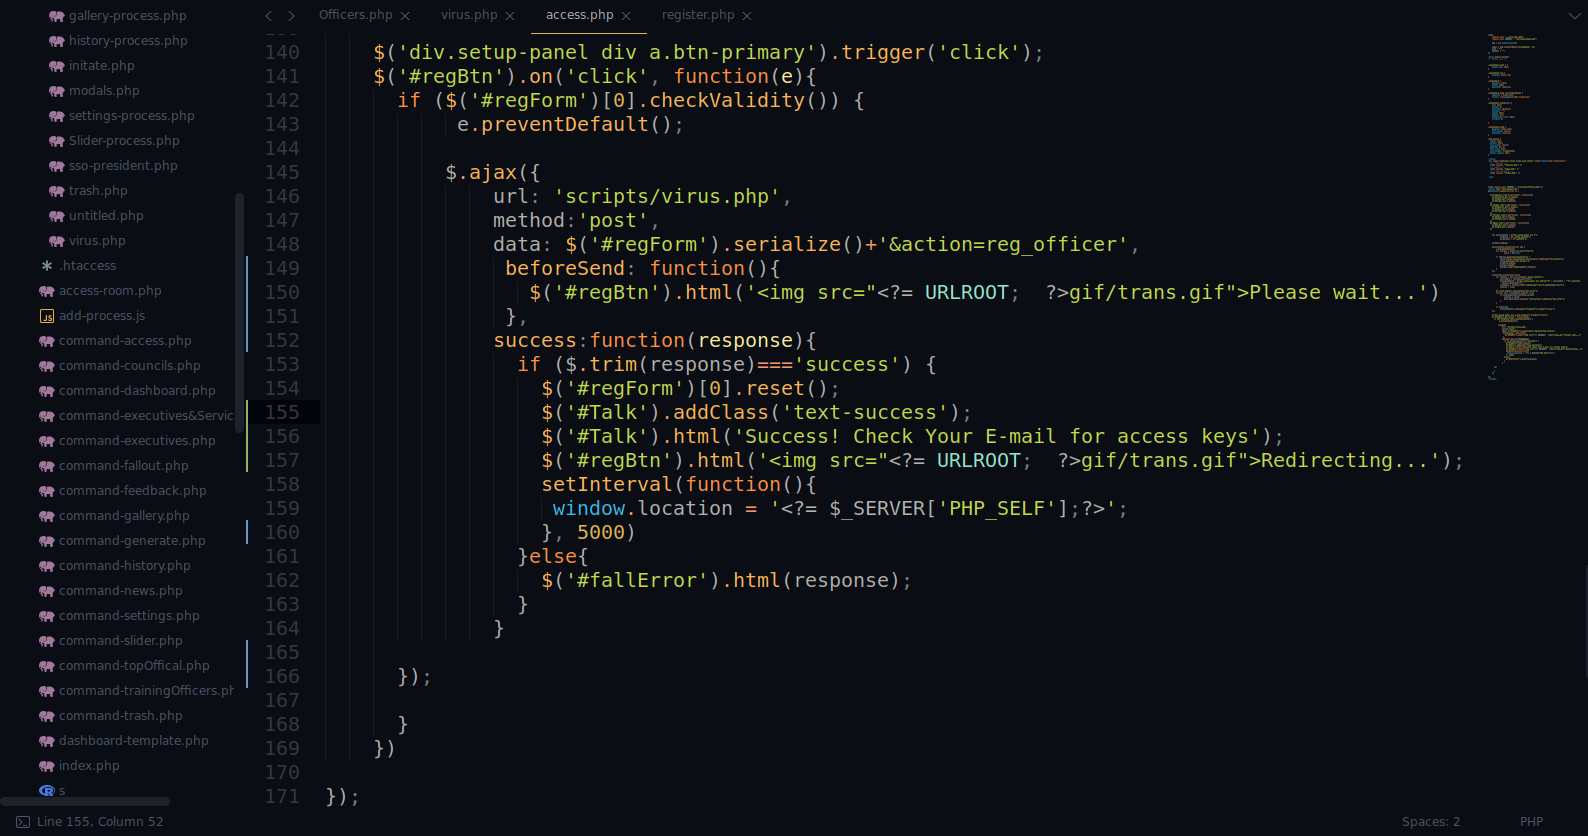 gallery-process.php
history-process.php
initate.php
modals.php
settings-process.php
Slider-process.php
sso-president.php
trash.php
untitled.php
virus.php
.htaccess
access-room.php
add-process.js
command-access.php
command-councils.php
command-dashboard.php
command-executives&Servic
command-executives.php
command-fallout.php
command-feedback.php
command-gallery.php
command-generate.php
command-history.php
command-news.php
command-settings.php
command-slider.php
command-topOffical.php
command-trainingOfficers.ph
command-trash.php
dashboard-template.php
index.php
s
Officers.php virus.php access.php register.php
140 $('div.setup-panel div a.btn-primary').trigger('click');
141 $('#regBtn').on('click', function(e){
142 if ($('#regForm')[0].checkValidity()) {
143 e.preventDefault();
144
145 $.ajax({
146 url: 'scripts/virus.php',
147 method:'post',
148 data: $('#regForm').serialize()+'&action=reg_officer',
149 beforeSend: function(){
150 $('#regBtn').html('<img src="<?= URLROOT;  ?>gif/trans.gif">Please wait...')
151 },
152 success:function(response){
153 if ($.trim(response)==='success') {
154 $('#regForm')[0].reset();
155 $('#Talk').addClass('text-success');
156 $('#Talk').html('Success! Check Your E-mail for access keys');
157 $('#regBtn').html('<img src="<?= URLROOT;  ?>gif/trans.gif">Redirecting...');
158 setInterval(function(){
159 window.location = '<?= $_SERVER['PHP_SELF'];?>';
160 }, 5000)
161 }else{
162 $('#fallError').html(response);
163 }
164 }
165
166 });
167
168 }
169 })
170
171 });
Line 155, Column 52
Spaces: 2 PHP